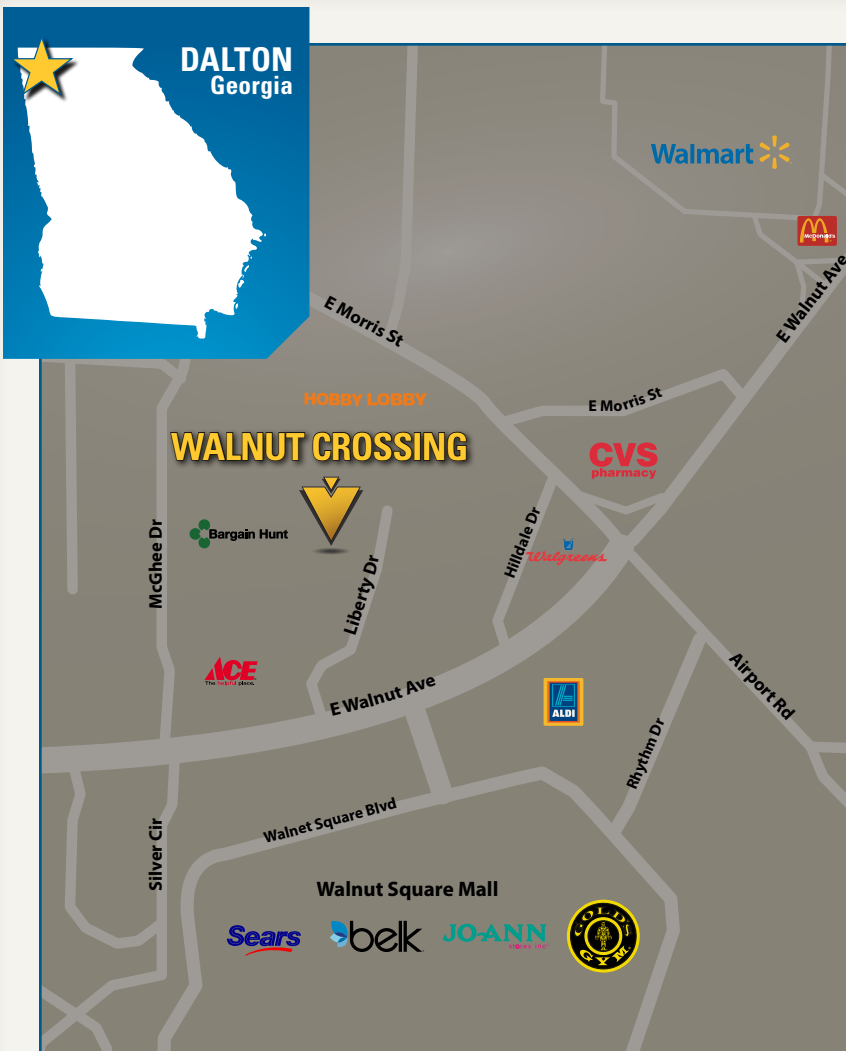 DALTON
Georgia
Walmart
McDonald's
E Walnut Ave
E Morris St
E Morris St
HOBBY LOBBY
WALNUT CROSSING
CVS
pharmacy
McGhee Dr
Bargain Hunt
Liberty Dr
Hilldale Dr
Walgreens
ACE
The helpful place.
E Walnut Ave
ALDI
Airport Rd
Rhythm Dr
Silver Cir
Walnet Square Blvd
Walnut Square Mall
Sears
belk
JO-ANN
stores inc
GOLD'S
GYM